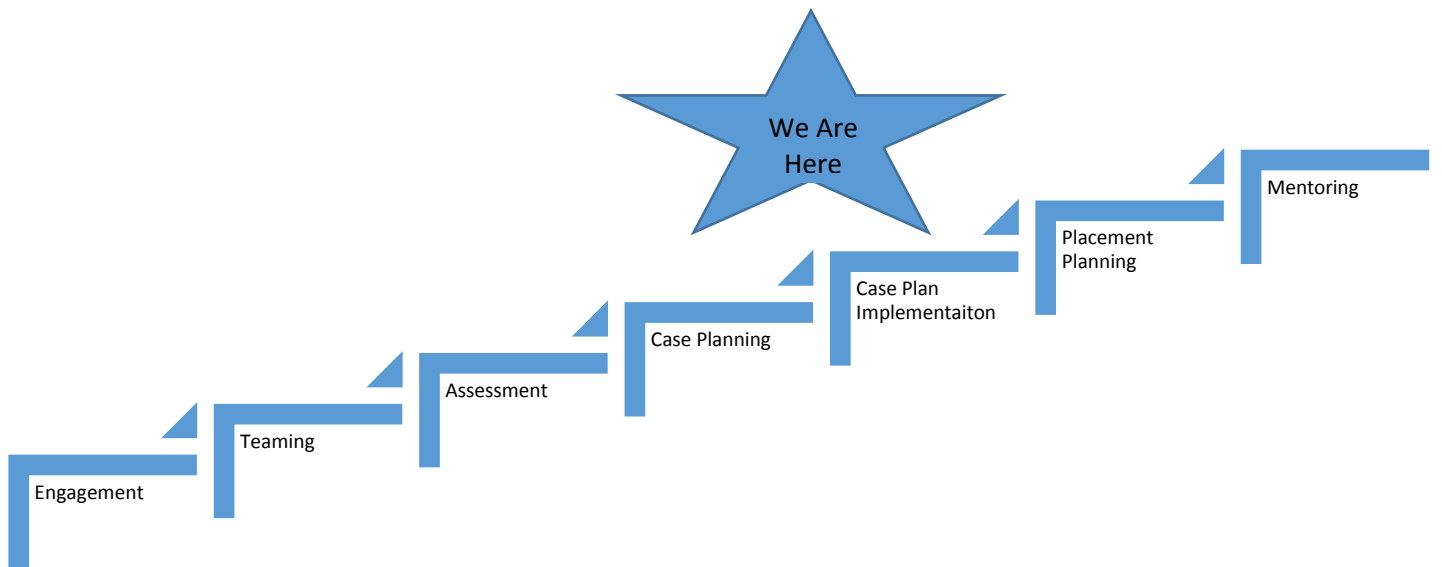 We Are
Here
Mentoring
Placement
Planning
Case Plan
Implementaiton
Case Planning
Assessment
Teaming
Engagement